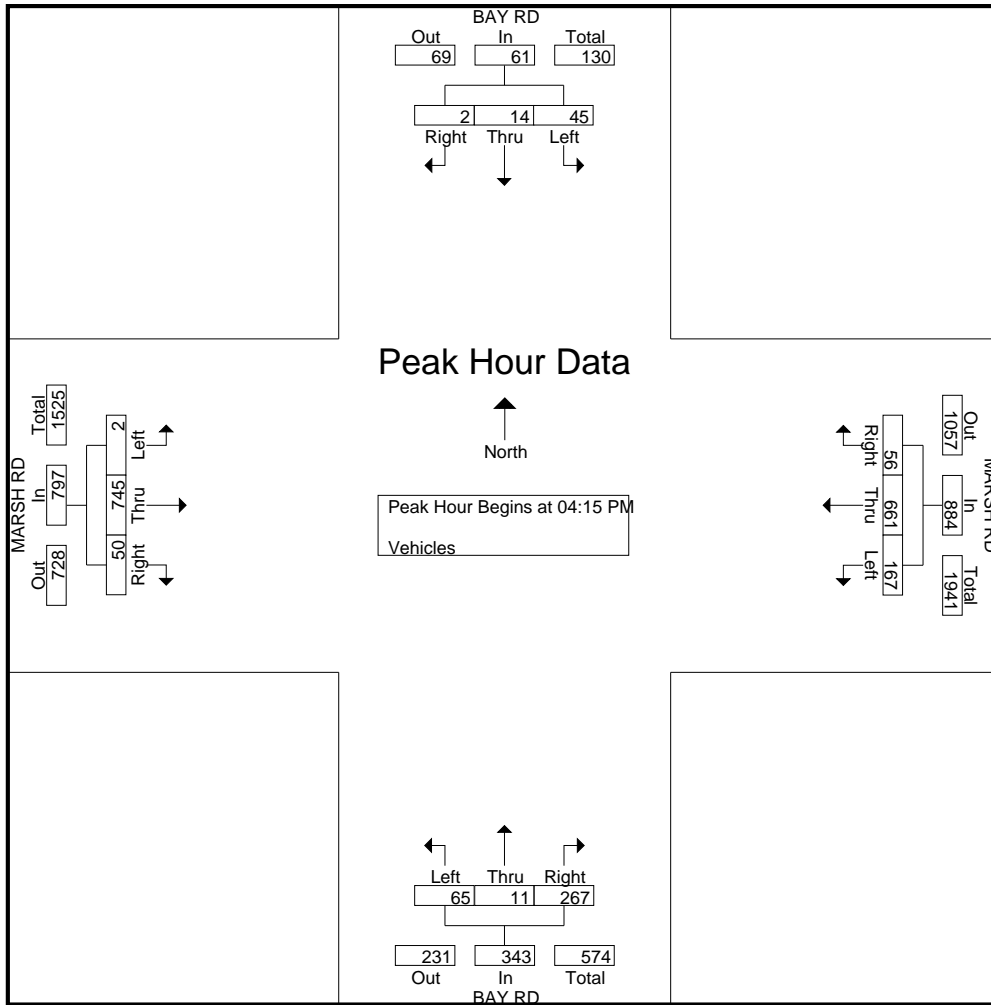 BAY RD
Out In Total
69 61 130
2 14 45
Right Thru Left
Peak Hour Data
North
Peak Hour Begins at 04:15 PM
Vehicles
MARSH RD
Total In Out
1525 797 728
2 745 50
Left Thru Right
MARSH RD
Out In Total
1057 884 1941
56 661 167
Right Thru Left
Left Thru Right
65 11 267
231 343 574
Out In Total
BAY RD